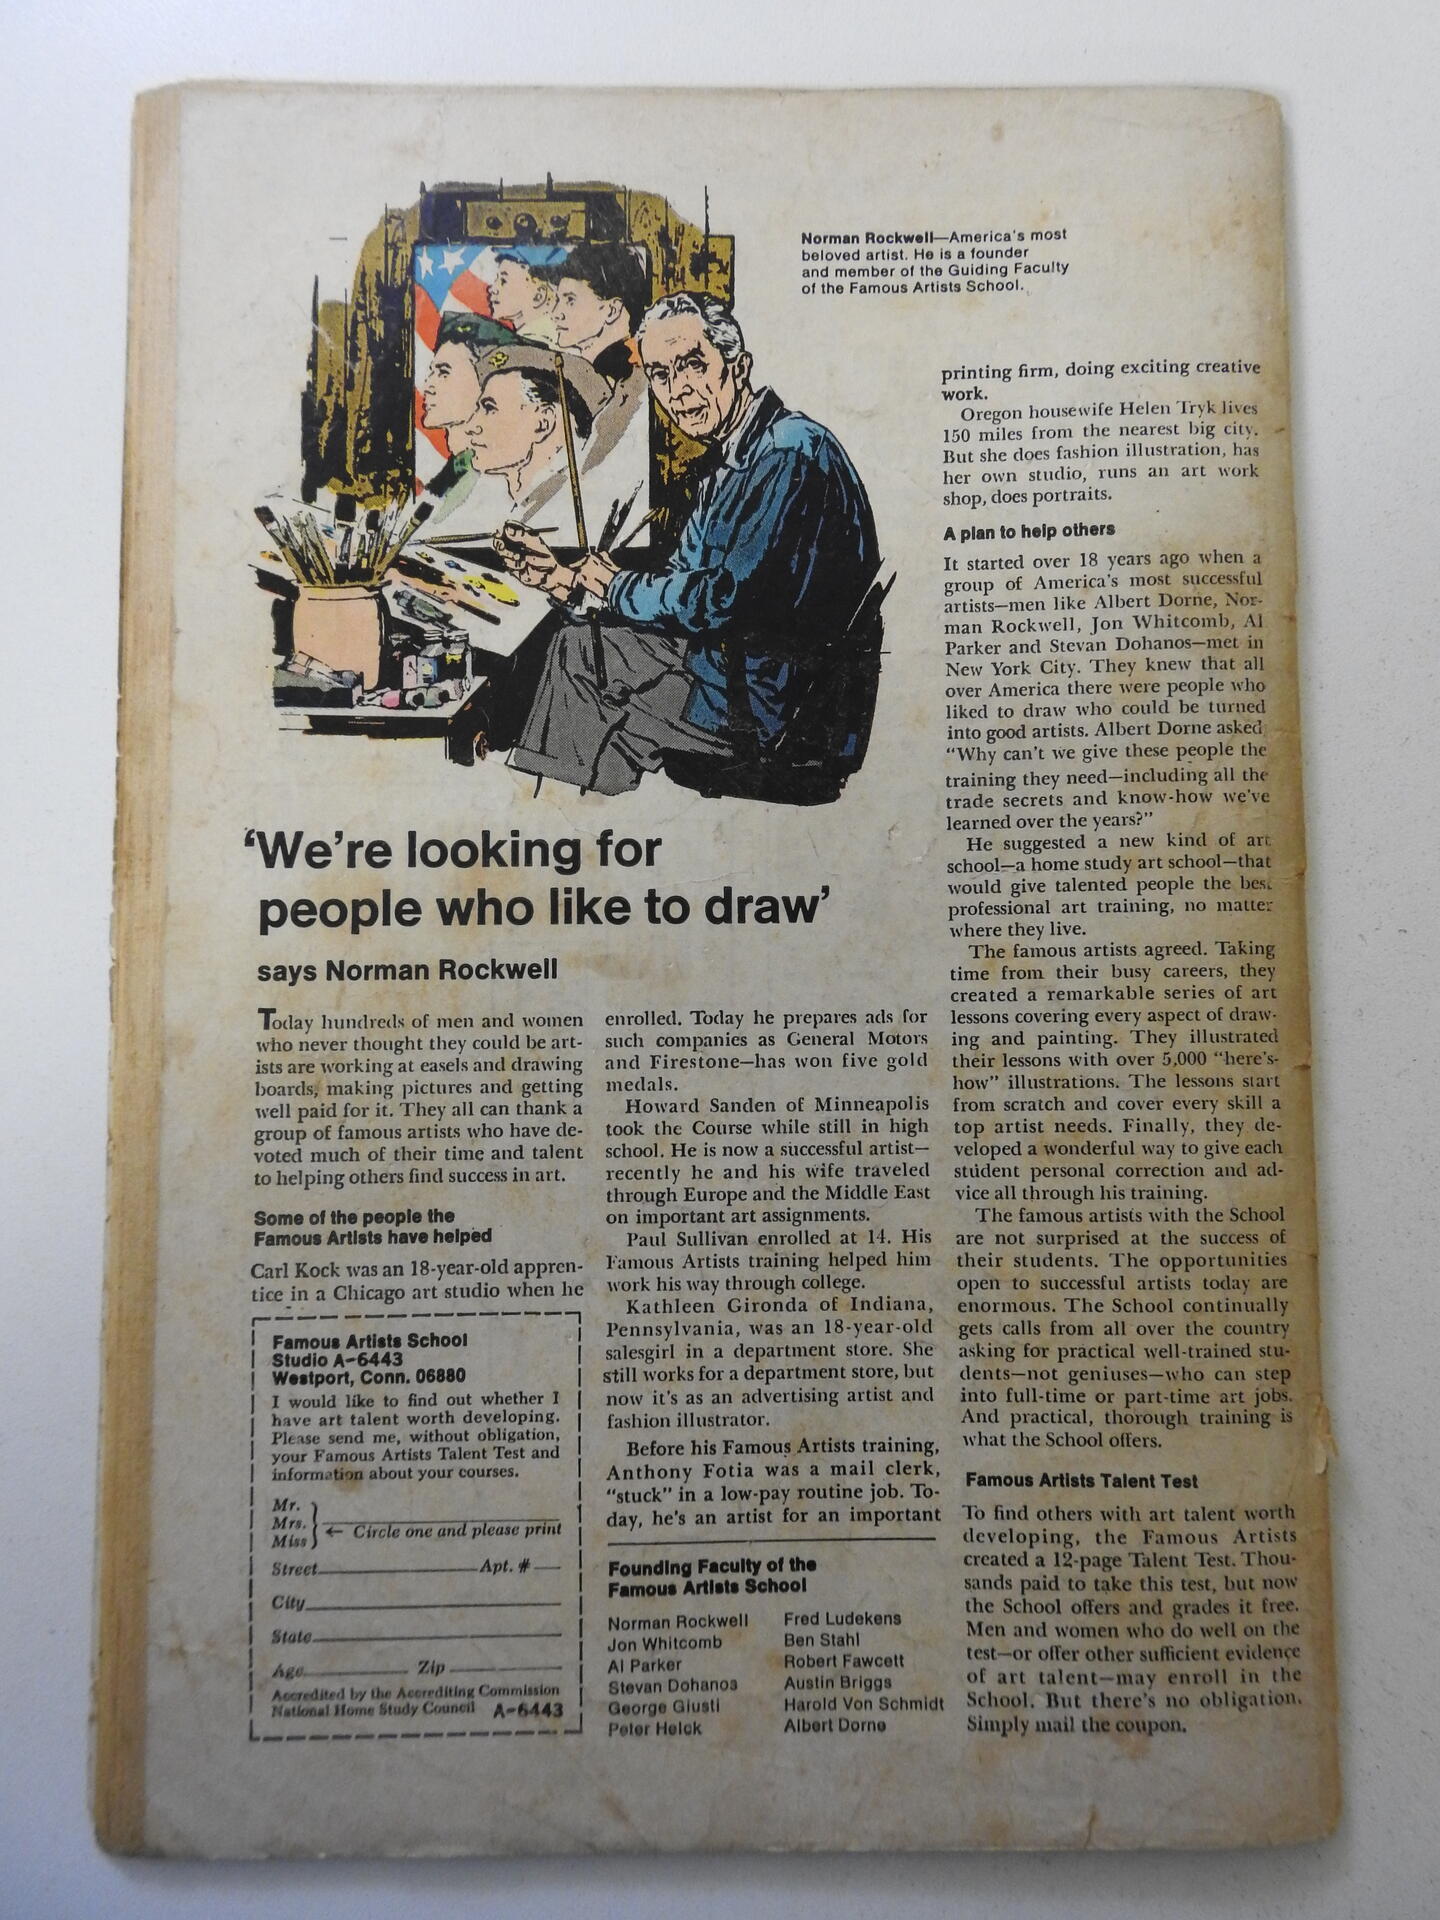 Norman Rockwell—America's most
beloved artist. He is a founder
and member of the Guiding Faculty
of the Famous Artists School.
'We're looking for
people who like to draw'
says Norman Rockwell
Today hundreds of men and women
who never thought they could be art-
ists are working at easels and drawing
boards, making pictures and getting
well paid for it. They all can thank a
group of famous artists who have de-
voted much of their time and talent
to helping others find success in art.
Some of the people the
Famous Artists have helped
Carl Kock was an 18-year-old appren-
tice in a Chicago art studio when he
enrolled. Today he prepares ads for
such companies as General Motors
and Firestone—has won five gold
medals.
Howard Sanden of Minneapolis
took the Course while still in high
school. He is now a successful artist—
recently he and his wife traveled
through Europe and the Middle East
on important art assignments.
Paul Sullivan enrolled at 14. His
Famous Artists training helped him
work his way through college.
Kathleen Gironda of Indiana,
Pennsylvania, was an 18-year-old
salesgirl in a department store. She
still works for a department store, but
now it's as an advertising artist and
fashion illustrator.
Before his Famous Artists training,
Anthony Fotia was a mail clerk,
"stuck" in a low-pay routine job. To-
day, he's an artist for an important
printing firm, doing exciting creative
work.
Oregon housewife Helen Tryk lives
150 miles from the nearest big city.
But she does fashion illustration, has
her own studio, runs an art work
shop, does portraits.
A plan to help others
It started over 18 years ago when a
group of America's most successful
artists—men like Albert Dorne, Nor-
man Rockwell, Jon Whitcomb, Al
Parker and Stevan Dohanos—met in
New York City. They knew that all
over America there were people who
liked to draw who could be turned
into good artists. Albert Dorne asked
"Why can't we give these people the
training they need—including all the
trade secrets and know-how we've
learned over the years?"
He suggested a new kind of art
school—a home study art school—that
would give talented people the best
professional art training, no matter
where they live.
The famous artists agreed. Taking
time from their busy careers, they
created a remarkable series of art
lessons covering every aspect of draw-
ing and painting. They illustrated
their lessons with over 5,000 "here's-
how" illustrations. The lessons start
from scratch and cover every skill a
top artist needs. Finally, they de-
veloped a wonderful way to give each
student personal correction and ad-
vice all through his training.
The famous artists with the School
are not surprised at the success of
their students. The opportunities
open to successful artists today are
enormous. The School continually
gets calls from all over the country
asking for practical well-trained stu-
dents—not geniuses—who can step
into full-time or part-time art jobs.
And practical, thorough training is
what the School offers.
Famous Artists Talent Test
To find others with art talent worth
developing, the Famous Artists
created a 12-page Talent Test. Thou-
sands paid to take this test, but now
the School offers and grades it free.
Men and women who do well on the
test—or offer other sufficient evidence
of art talent—may enroll in the
School. But there's no obligation.
Simply mail the coupon.
Famous Artists School
Studio A-6443
Westport, Conn. 06880
I would like to find out whether I
have art talent worth developing.
Please send me, without obligation,
your Famous Artists Talent Test and
information about your courses.
Mr.
Mrs.
Miss
← Circle one and please print
Street Apt. #
City
State
Age Zip
Accredited by the Accrediting Commission
National Home Study Council A-6443
Founding Faculty of the
Famous Artists School
Norman Rockwell
Jon Whitcomb
Al Parker
Stevan Dohanos
George Giusti
Peter Helck
Fred Ludekens
Ben Stahl
Robert Fawcett
Austin Briggs
Harold Von Schmidt
Albert Dorne